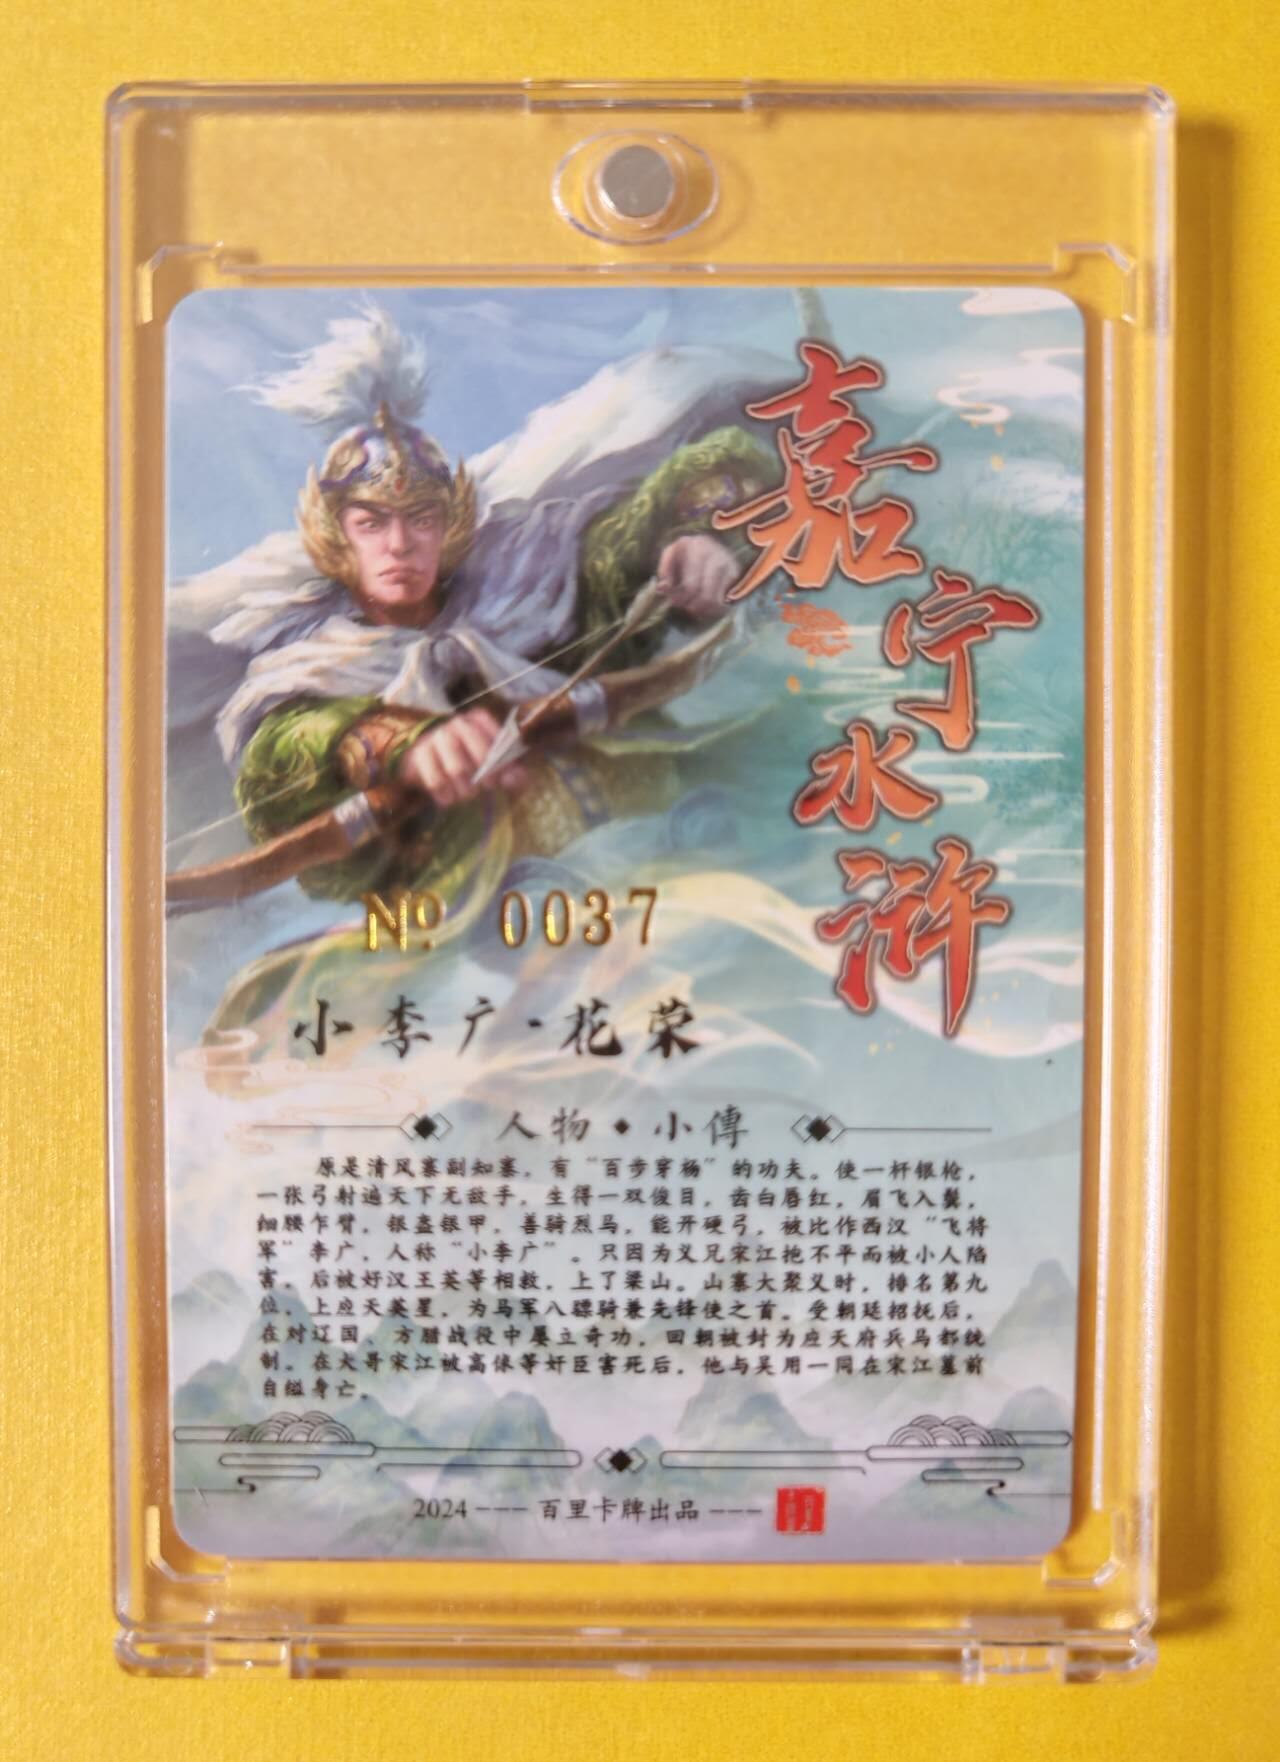 嘉宁水浒
№ 0037
小李广·花荣
人物◆小傳
原是清风寨副知寨，有“百步穿杨”的功夫。使一杆银枪，
一张弓射遍天下无敌手，生得一双俊目，齿白唇红，眉飞入鬓，
细腰乍臂，银盔银甲，善骑烈马，能开硬弓，被比作西汉“飞将
军”李广，人称“小李广”。只因为义兄宋江抱不平而被小人陷
害，后被好汉王英等相救，上了梁山。山寨大聚义时，排名第九
位，上应天英星，为马军八骠骑兼先锋使之首。受朝廷招抚后，
在对辽国、方腊战役中屡立奇功，回朝被封为应天府兵马都统
制。在大哥宋江被高俅等奸臣害死后，他与吴用一同在宋江墓前
自缢身亡。
2024---百里卡牌出品---